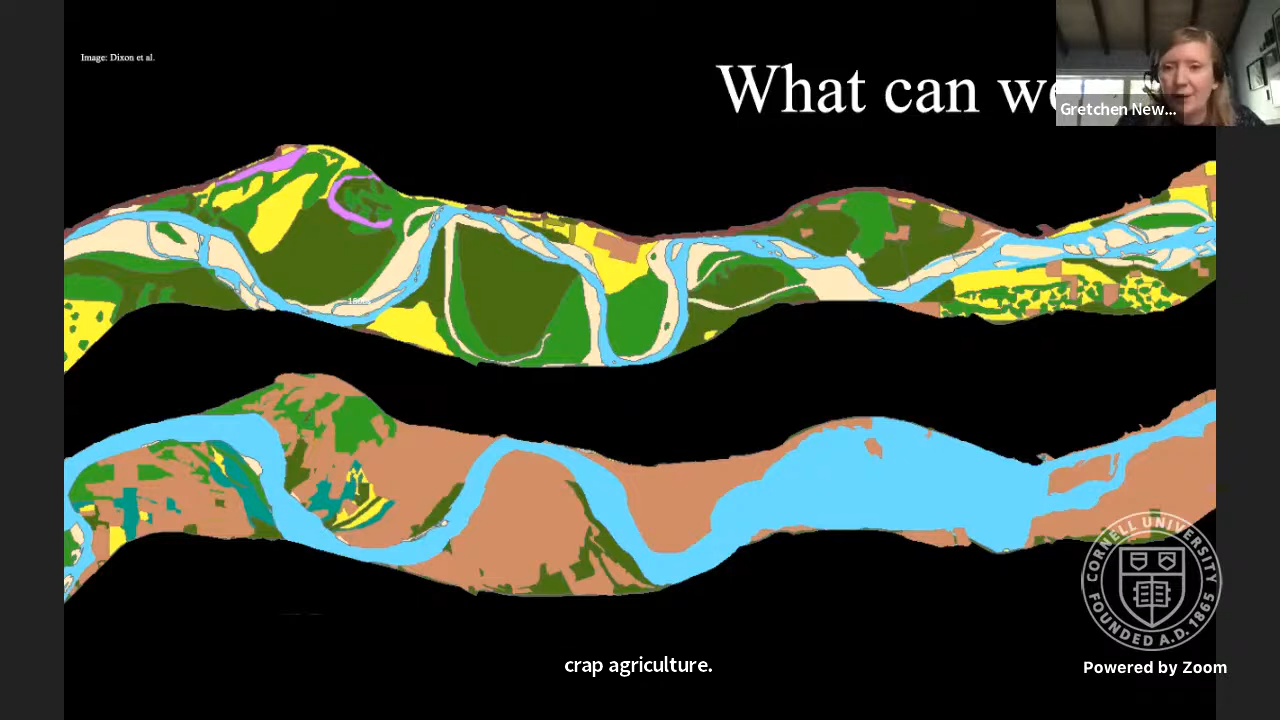 Image: Dixon et al.
What can we
Gretchen New...
CORNELL UNIVERSITY
FOUNDED A.D. 1865
crap agriculture.
Powered by Zoom